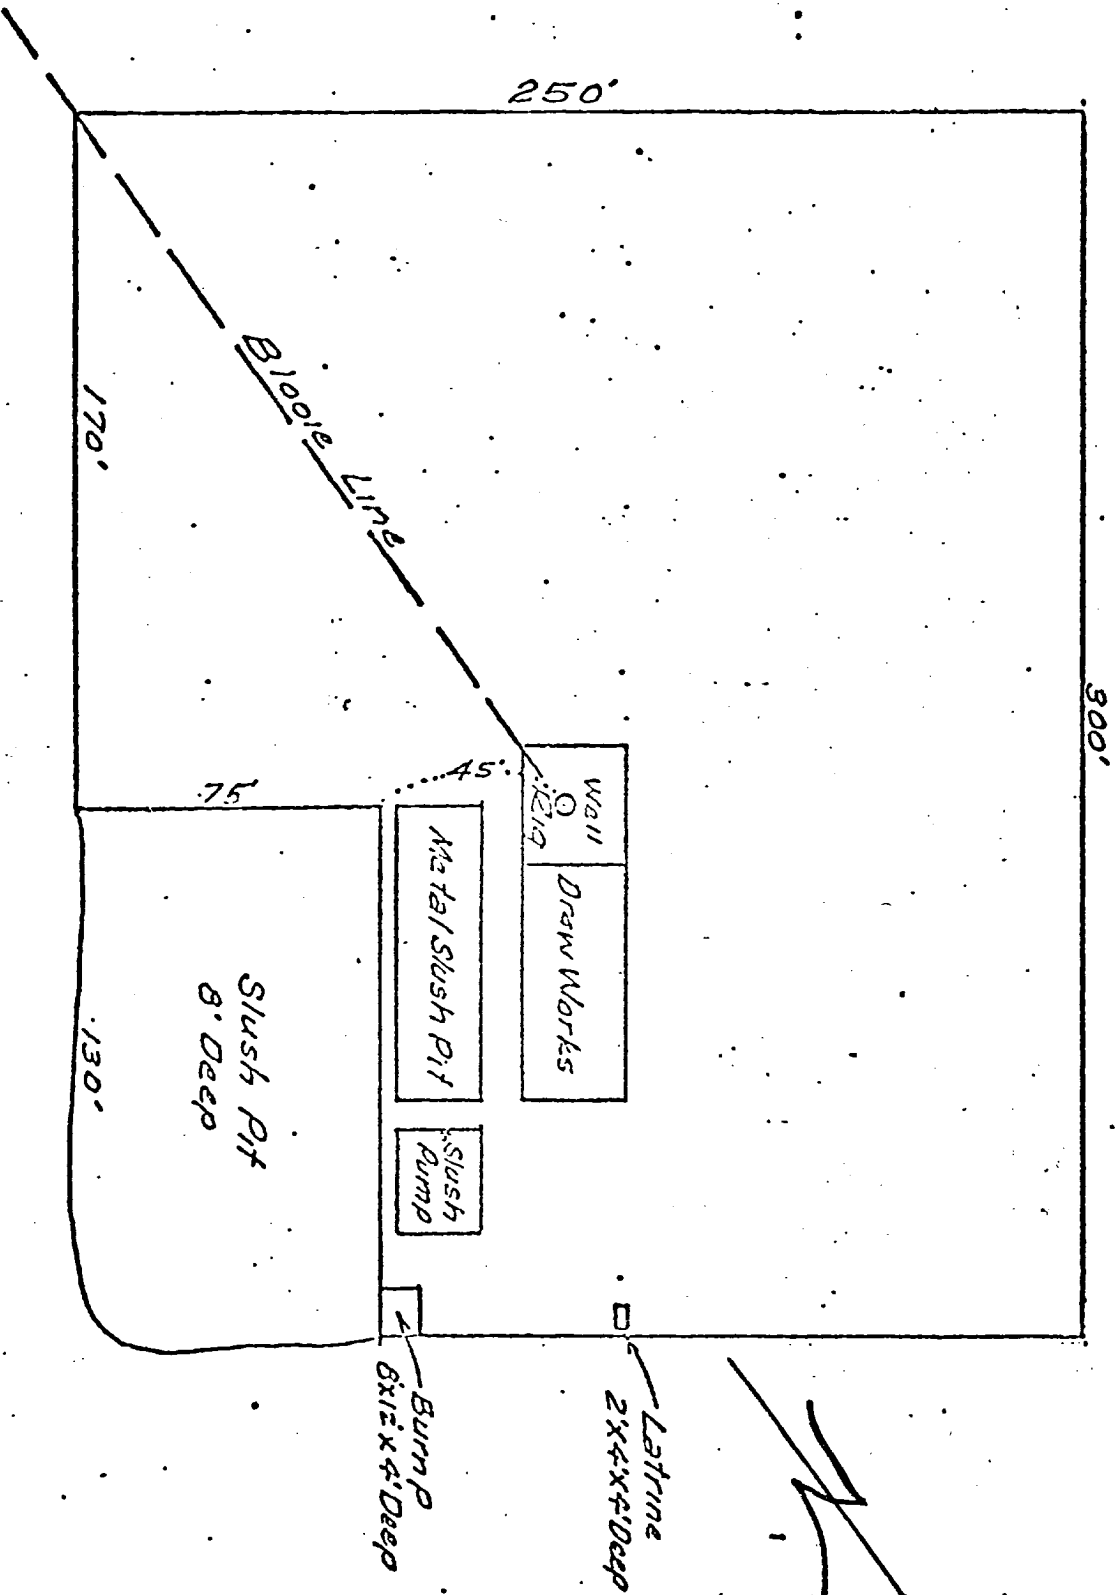 250'
300'
170'
Blooie Line
45'
75'
Well
Rig
Draw Works
Metal Slush Pit
Slush
Pump
Slush Pit
8' Deep
130'
Latrine
2'x4'x4' Deep
Burn P
8'x12'x4' Deep
N